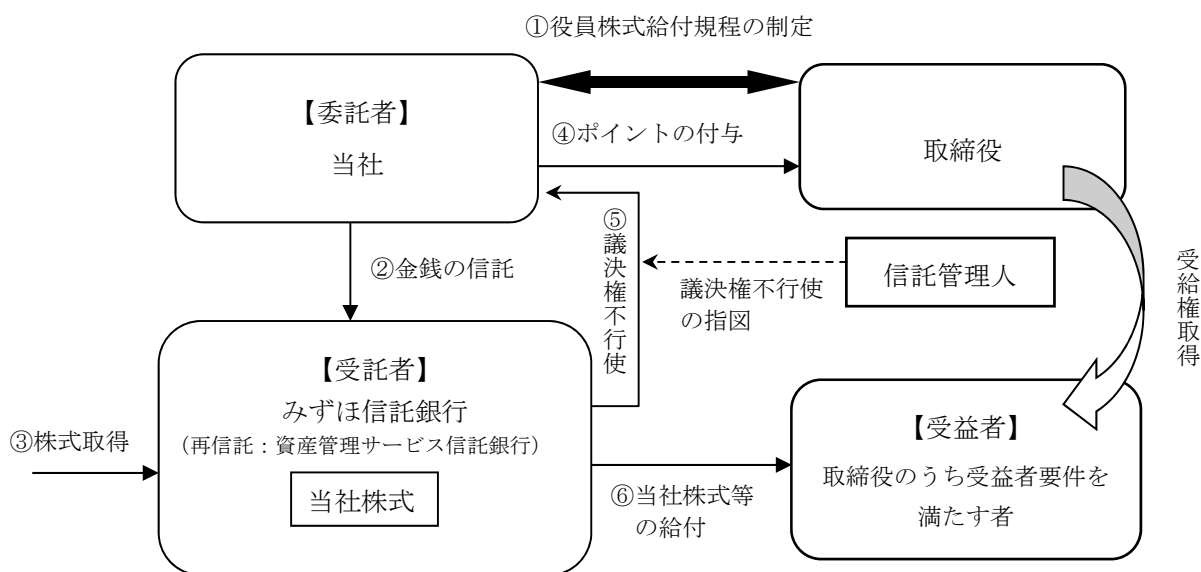 ①役員株式給付規程の制定
【委託者】
当社
④ポイントの付与
取締役
②金銭の信託
⑤議決権不行使
議決権不行使
の指図
信託管理人
受給権取得
【受託者】
みずほ信託銀行
（再信託：資産管理サービス信託銀行）
当社株式
③株式取得
⑥当社株式等
の給付
【受益者】
取締役のうち受益者要件を
満たす者